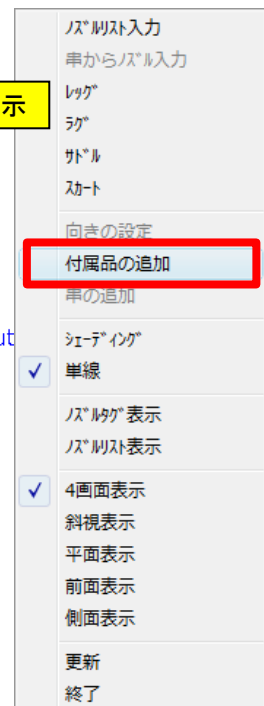 ﾉｽﾞﾙﾘｽﾄ入力
串からﾉｽﾞﾙ入力
ﾚｯｸﾞ
示
ﾗｸﾞ
ｻﾄﾞﾙ
ｽｶｰﾄ
向きの設定
付属品の追加
串の追加
ut
ｼｪｰﾃﾞｨﾝｸﾞ
単線
ﾉｽﾞﾙﾀｸﾞ表示
ﾉｽﾞﾙﾘｽﾄ表示
4画面表示
斜視表示
平面表示
前面表示
側面表示
更新
終了